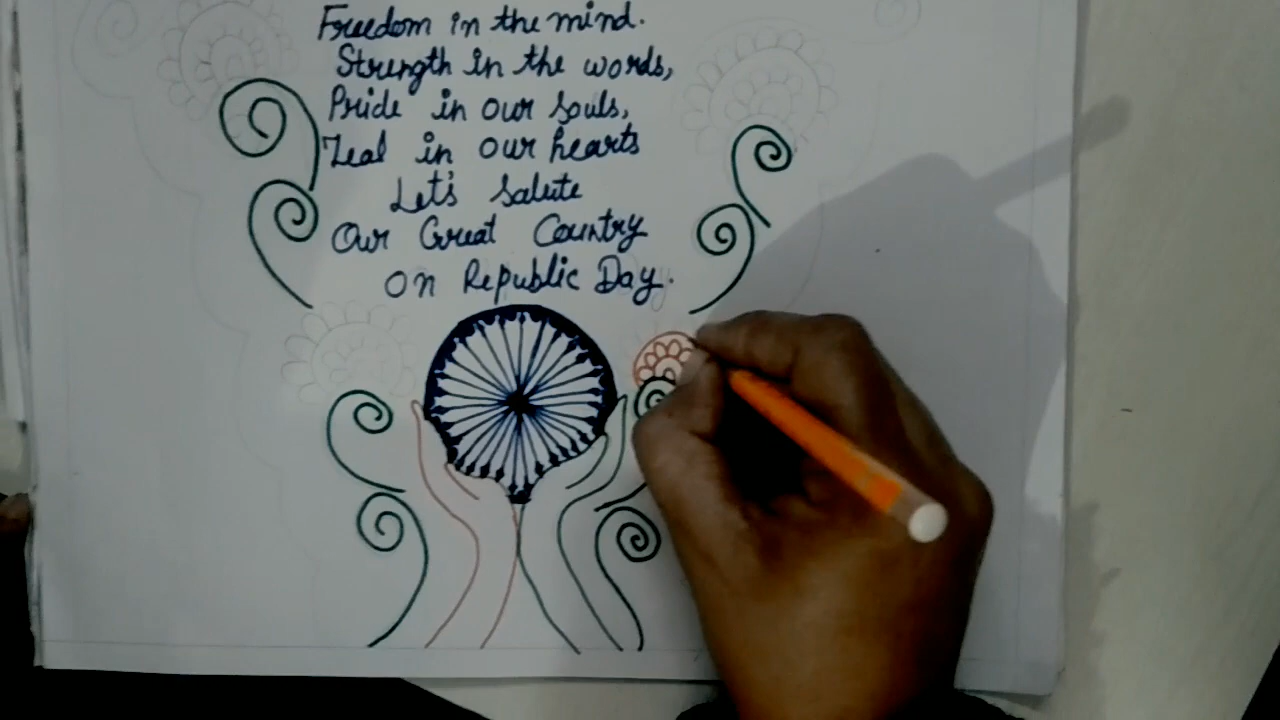 Freedom in the mind.
Strength in the words,
Pride in our souls,
Zeal in our hearts
Let's Salute
Our Great Country
On Republic Day.